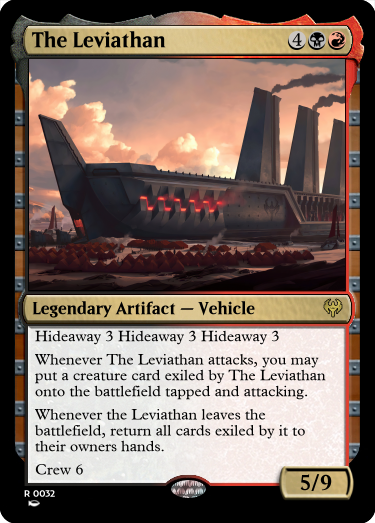 The Leviathan 4
Legendary Artifact — Vehicle
Hideaway 3 Hideaway 3 Hideaway 3
Whenever The Leviathan attacks, you may
put a creature card exiled by The Leviathan
onto the battlefield tapped and attacking.
Whenever the Leviathan leaves the
battlefield, return all cards exiled by it to
their owners hands.
Crew 6
5/9
R 0032